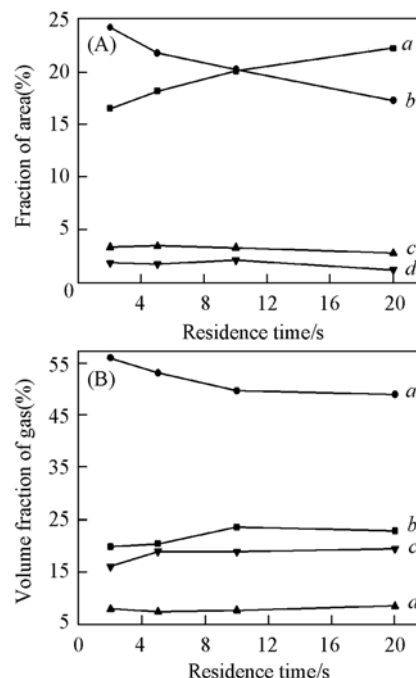 25
(A)
a
20
b
15
10
5
c
d
0
4
8
12
16
20
Fraction of area(%)
Residence time/s
55
(B)
a
45
25
b
c
15
d
5
0
4
8
12
16
20
Volume fraction of gas(%)
Residence time/s